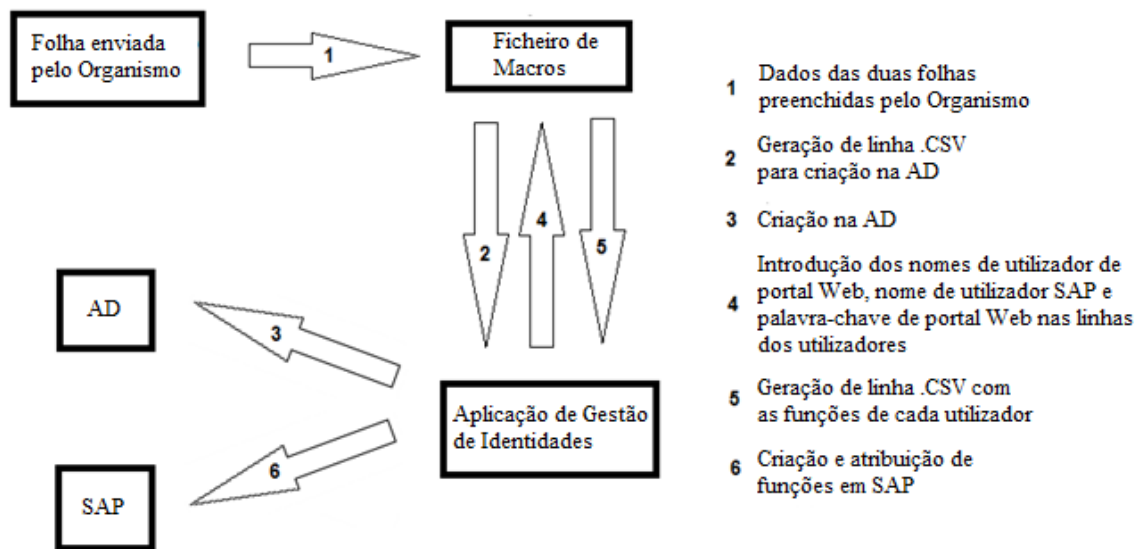 Folha enviada
pelo Organismo
1
Ficheiro de
Macros
2
4
5
AD
3
Aplicação de Gestão
de Identidades
6
SAP
1 Dados das duas folhas
preenchidas pelo Organismo
2 Geração de linha .CSV
para criação na AD
3 Criação na AD
4 Introdução dos nomes de utilizador de
portal Web, nome de utilizador SAP e
palavra-chave de portal Web nas linhas
dos utilizadores
5 Geração de linha .CSV com
as funções de cada utilizador
6 Criação e atribuição de
funções em SAP